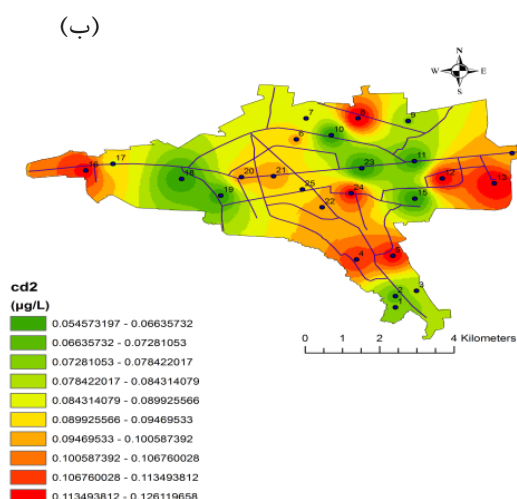 (ب)
N
W E
S
7
8
9
6
10
11
23
17
16
18
20
21
12
13
19
25
24
15
22
4
5
3
2
1
cd2
(µg/L)
0.054573197 - 0.06635732
0.06635732 - 0.07281053
0.07281053 - 0.078422017
0.078422017 - 0.084314079
0.084314079 - 0.089925566
0.089925566 - 0.09469533
0.09469533 - 0.100587392
0.100587392 - 0.106760028
0.106760028 - 0.113493812
0.113493812 - 0.126119658
0 1 2 4 Kilometers